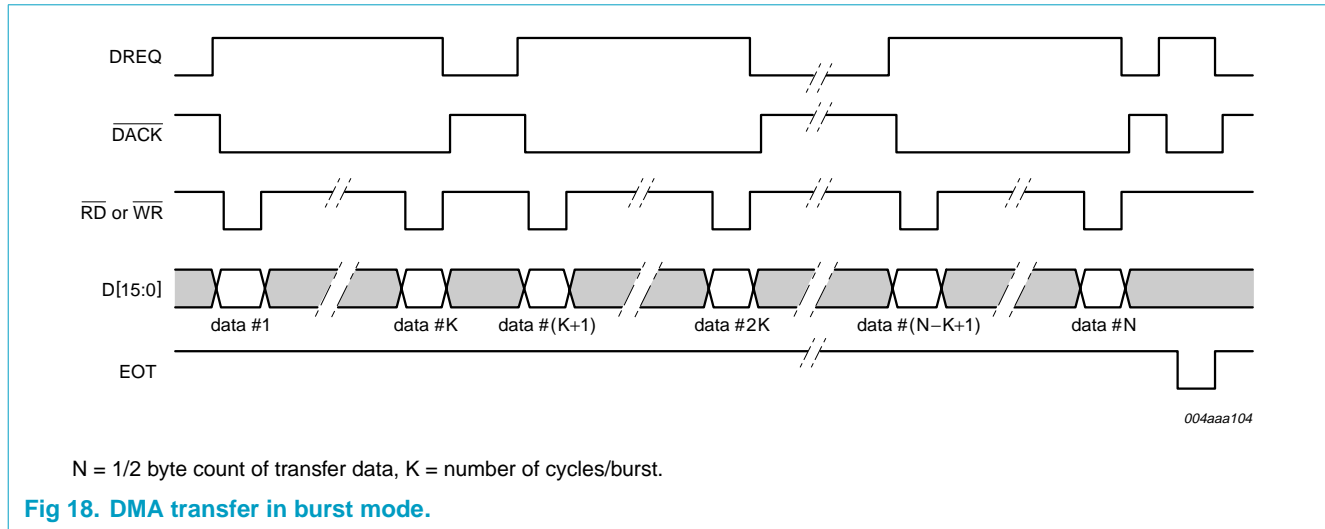 DREQ
DACK
RD or WR
D[15:0]
data #1 data #K data #(K+1) data #2K data #(N−K+1) data #N
EOT
004aaa104
N = 1/2 byte count of transfer data, K = number of cycles/burst.
Fig 18. DMA transfer in burst mode.